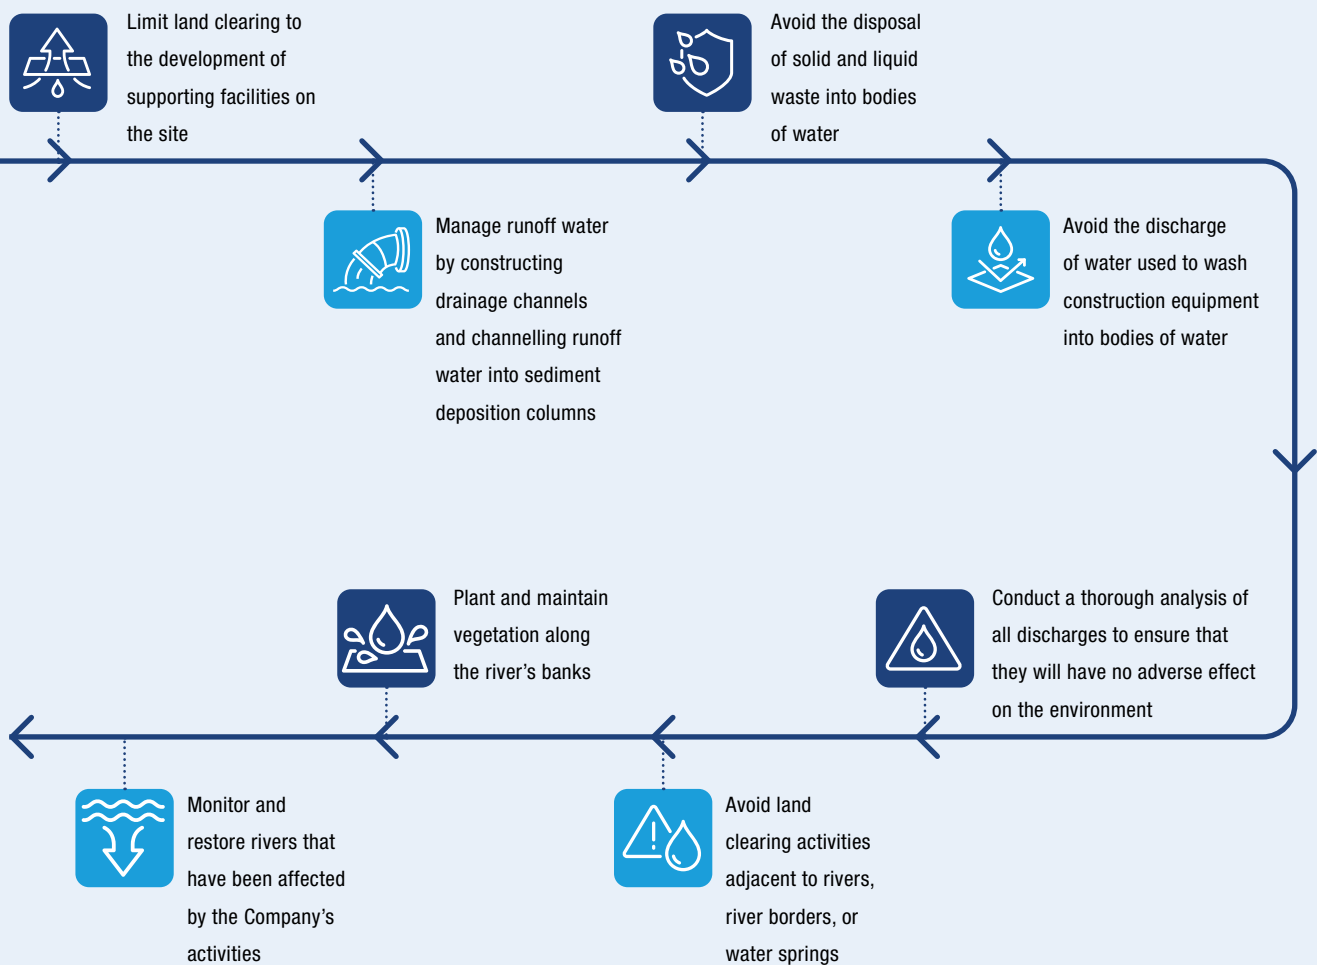 Limit land clearing to
the development of
supporting facilities on
the site
Manage runoff water
by constructing
drainage channels
and channelling runoff
water into sediment
deposition columns
Avoid the disposal
of solid and liquid
waste into bodies
of water
Avoid the discharge
of water used to wash
construction equipment
into bodies of water
Conduct a thorough analysis of
all discharges to ensure that
they will have no adverse effect
on the environment
Avoid land
clearing activities
adjacent to rivers,
river borders, or
water springs
Plant and maintain
vegetation along
the river's banks
Monitor and
restore rivers that
have been affected
by the Company's
activities